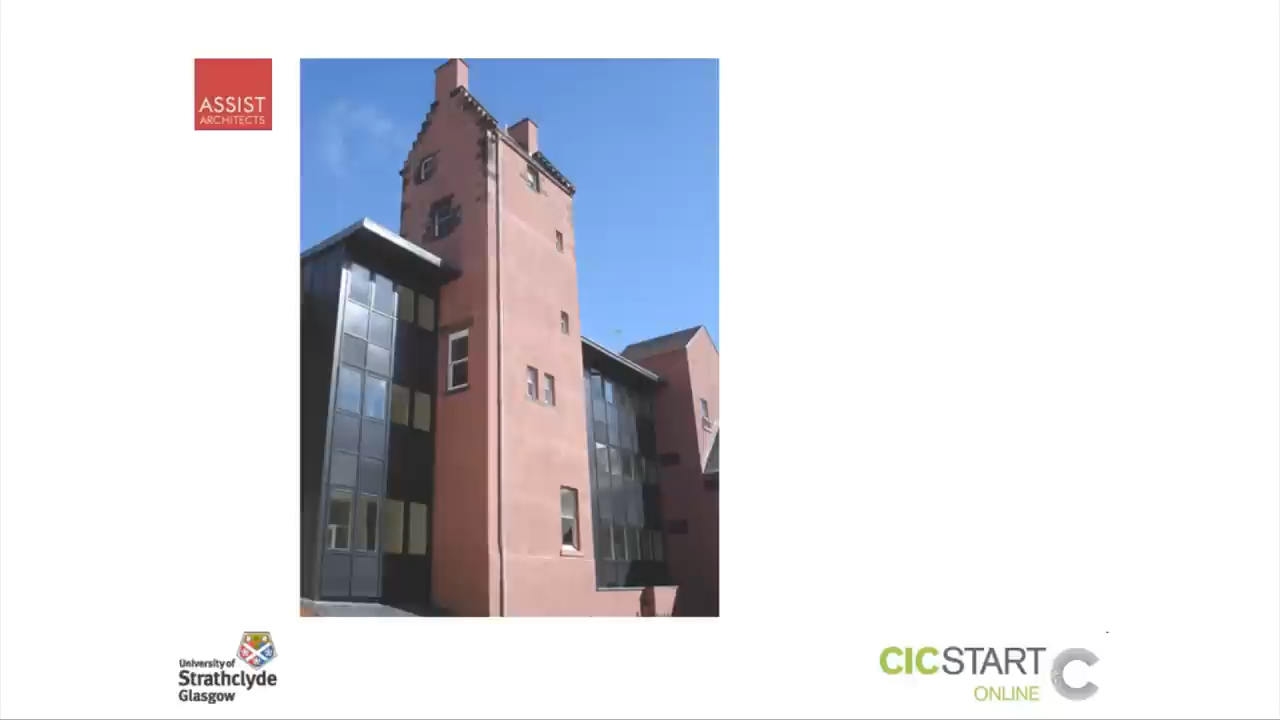 ASSIST
ARCHITECTS
University of
Strathclyde
Glasgow
CICSTART
ONLINE